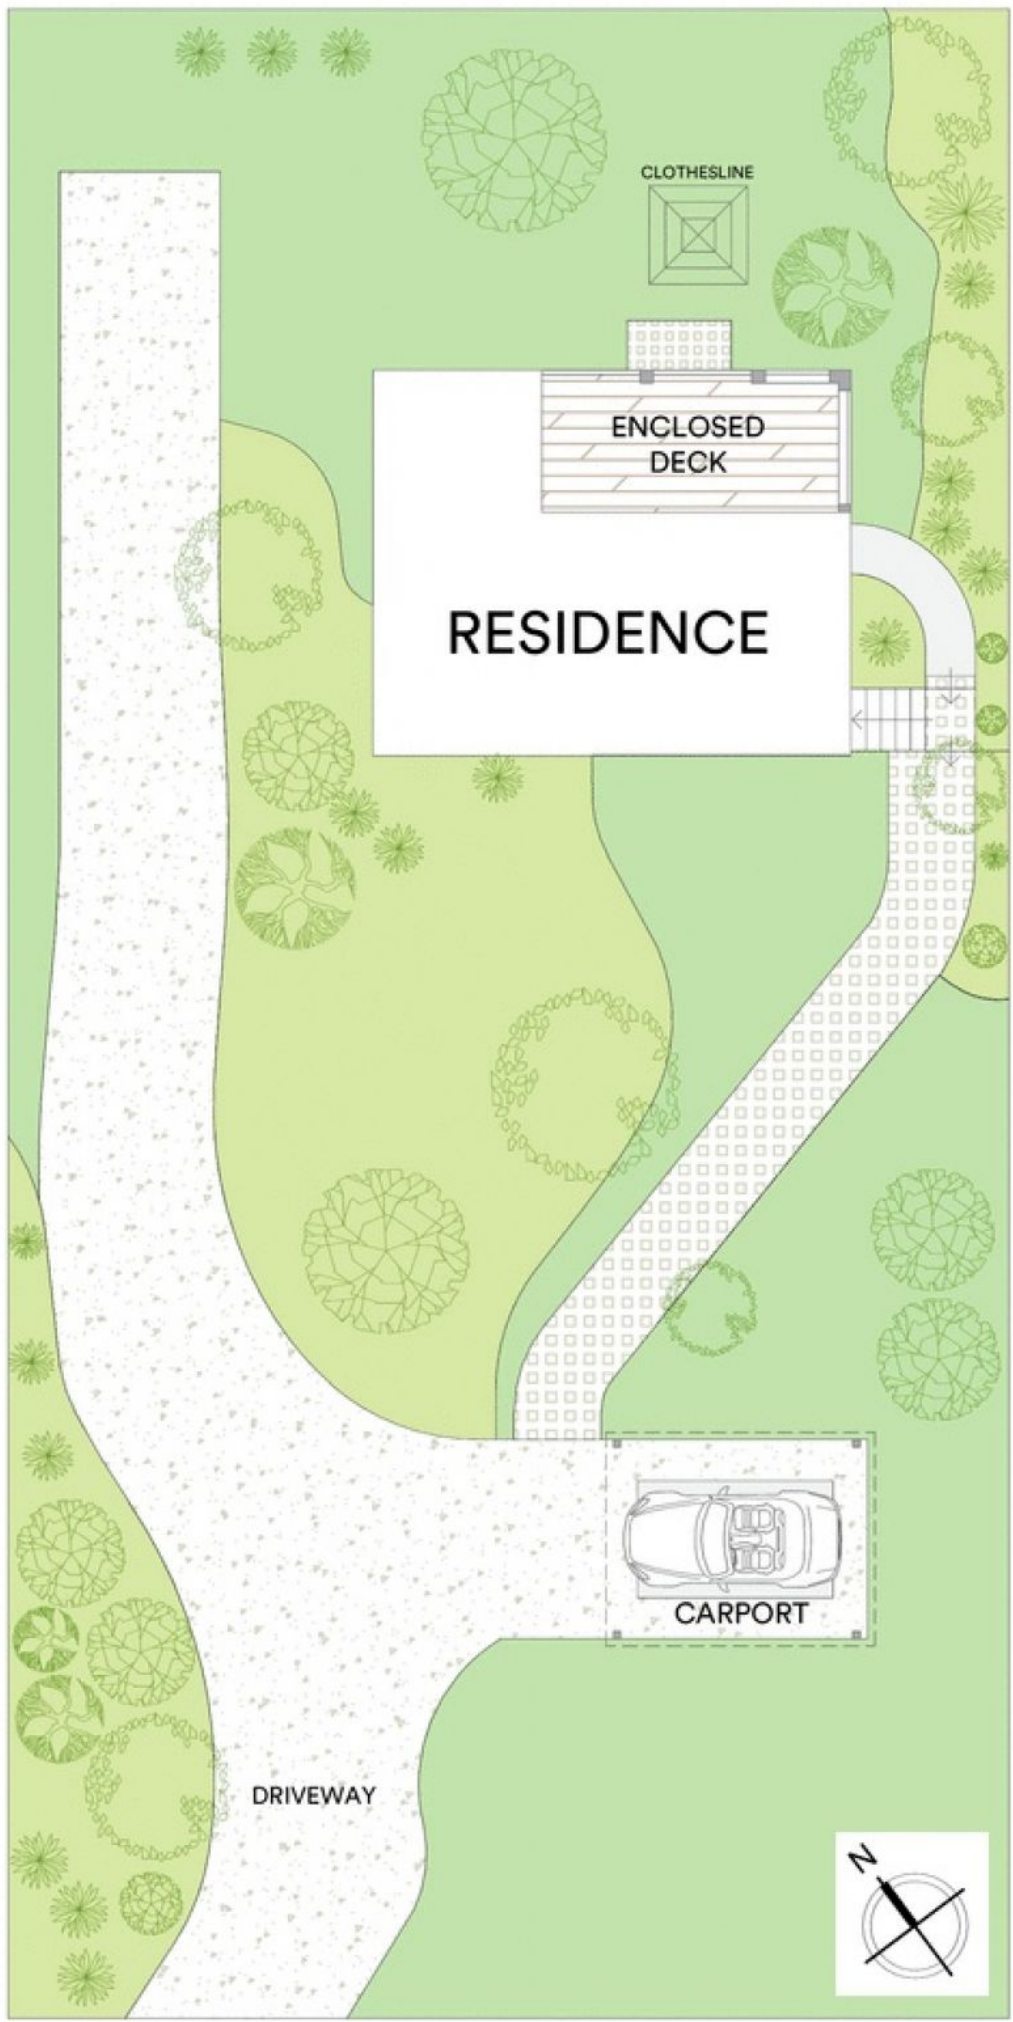 CLOTHESLINE
ENCLOSED
DECK
RESIDENCE
CARPORT
DRIVEWAY
N